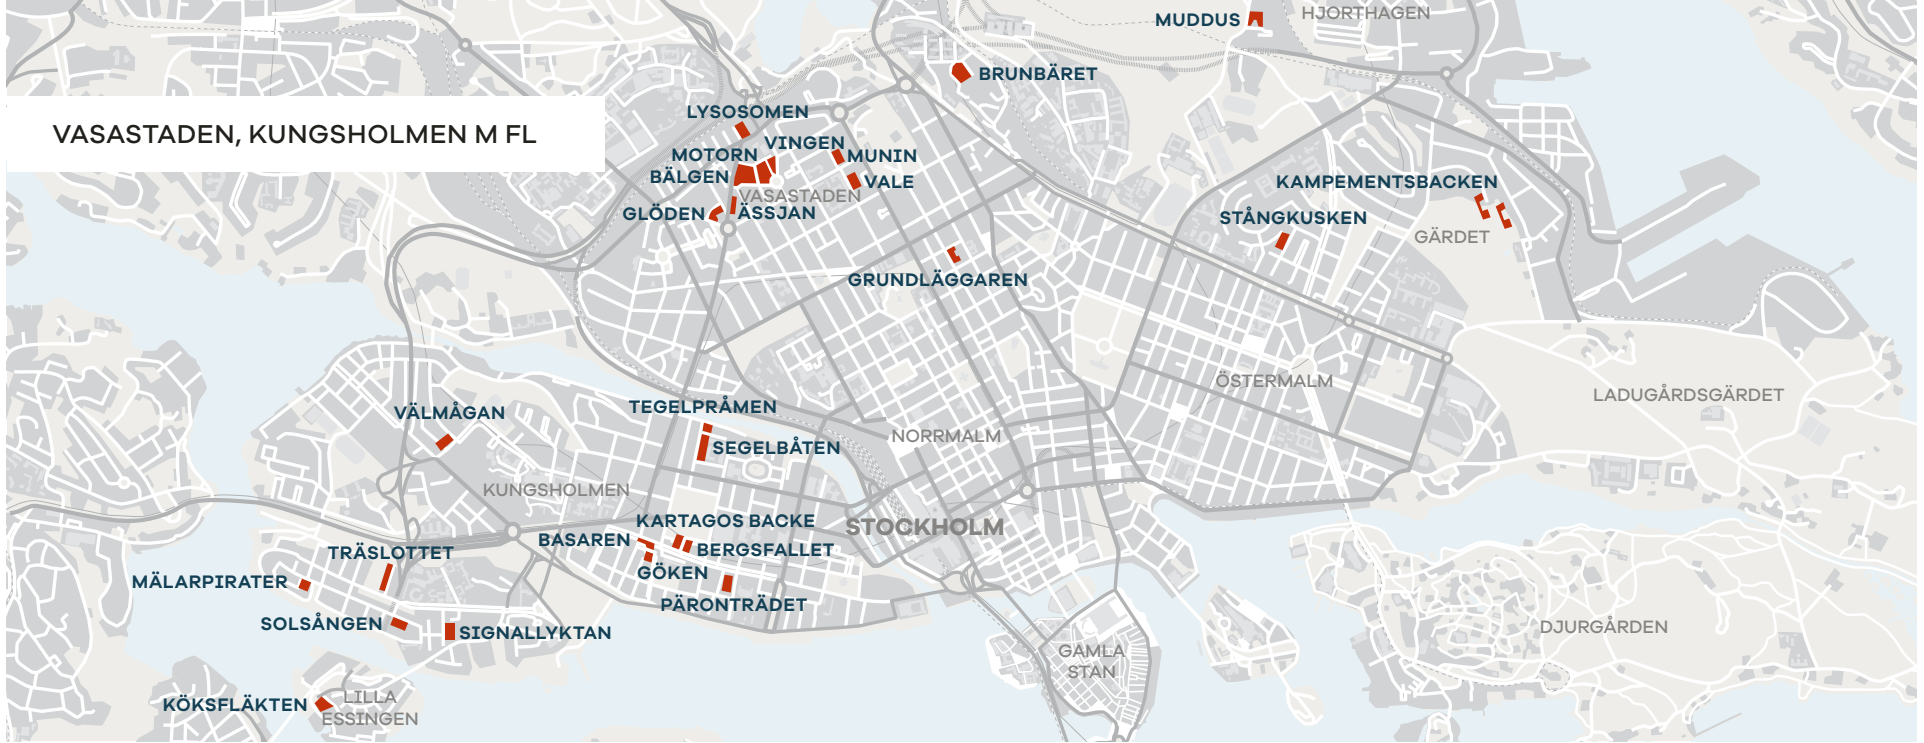 MUDDUS
HJORTHAGEN
BRUNBÄRET
LYSOSOMEN
VASASTADEN, KUNGSHOLMEN M FL
VINGEN
MOTORN
MUNIN
BÄLGEN
VALE
VASASTADEN
KAMPEMENTSBACKEN
GLÖDEN
ÄSSJAN
STÅNGKUSKEN
GÄRDET
GRUNDLÄGGAREN
ÖSTERMALM
LADUGÅRDSGÄRDET
VÄLMÅGAN
TEGELPRÅMEN
NORRMALM
SEGELBÅTEN
KUNGSHOLMEN
KARTAGOS BACKE
STOCKHOLM
BASAREN
BERGSFALLET
TRÄSLOTTET
GÖKEN
MÄLARPIRATER
PÄRONTRÄDET
SOLSÅNGEN
SIGNALLYKTAN
DJURGÅRDEN
GAMLA
STAN
KÖKSFLÄKTEN
LILLA
ESSINGEN